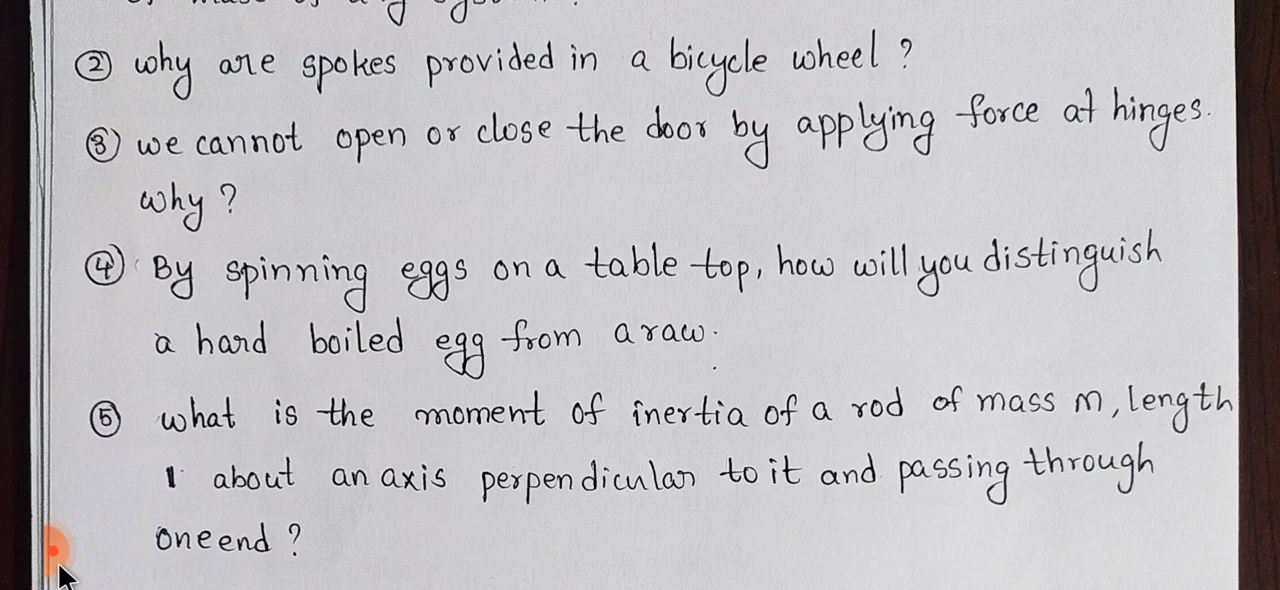 ② why are spokes provided in a bicycle wheel ?
③ we cannot open or close the door by applying force at hinges.
why ?
④ By spinning eggs on a table top, how will you distinguish
a hard boiled egg from a raw.
⑤ what is the moment of inertia of a rod of mass m, length
l about an axis perpendicular to it and passing through
one end ?